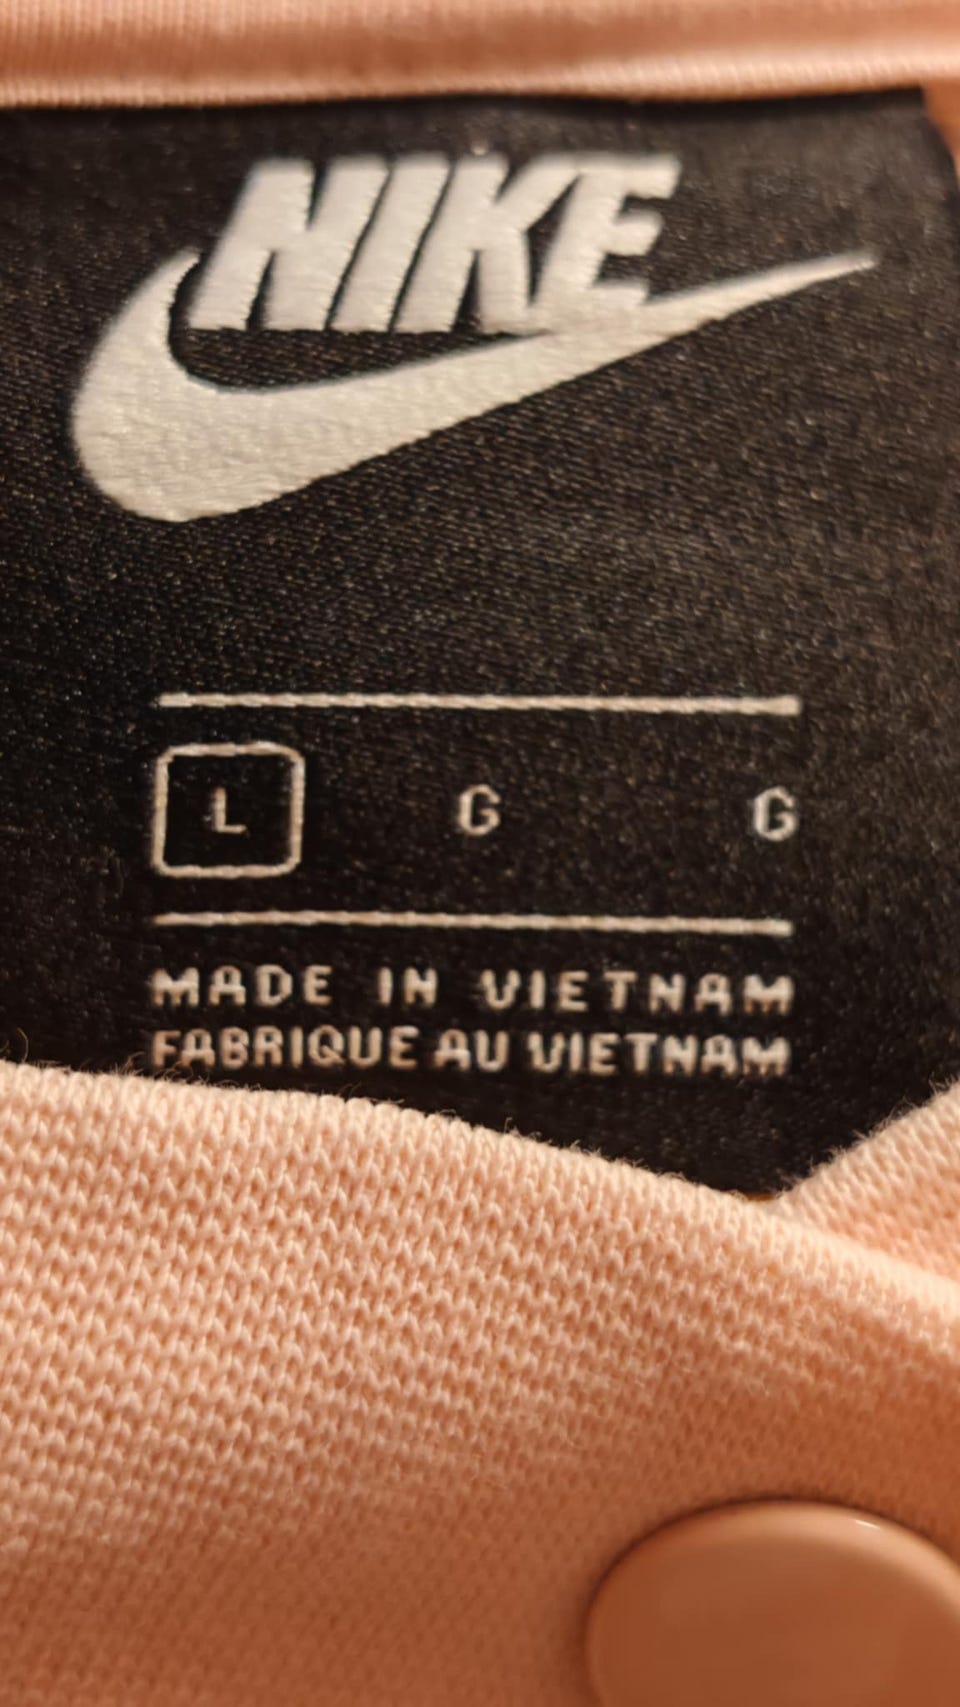 NIKE
L G G
MADE IN VIETNAM
FABRIQUE AU VIETNAM